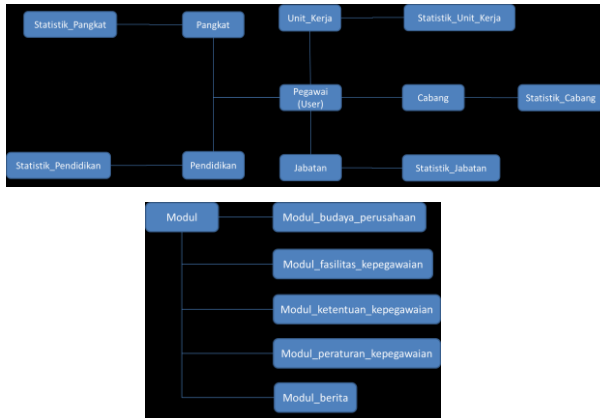 Statistik_Pangkat
Pangkat
Unit_Kerja
Statistik_Unit_Kerja
Pegawai
(User)
Cabang
Statistik_Cabang
Statistik_Pendidikan
Pendidikan
Jabatan
Statistik_Jabatan
Modul
Modul_budaya_perusahaan
Modul_fasilitas_kepegawaian
Modul_ketentuan_kepegawaian
Modul_peraturan_kepegawaian
Modul_berita